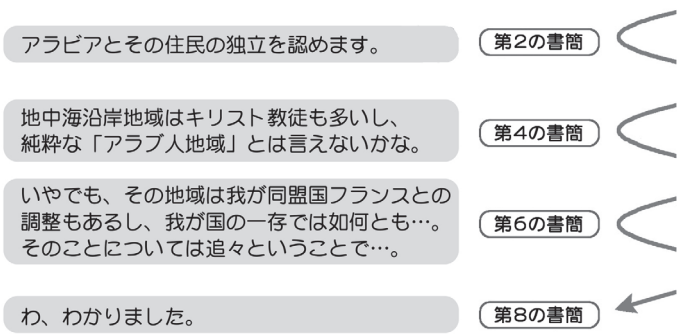 アラビアとその住民の独立を認めます。
第2の書簡
地中海沿岸地域はキリスト教徒も多いし、
純粋な「アラブ人地域」とは言えないかな。
第4の書簡
いやでも、その地域は我が同盟国フランスとの
調整もあるし、我が国の一存では如何とも…。
そのことについては追々ということで…。
第6の書簡
わ、わかりました。
第8の書簡